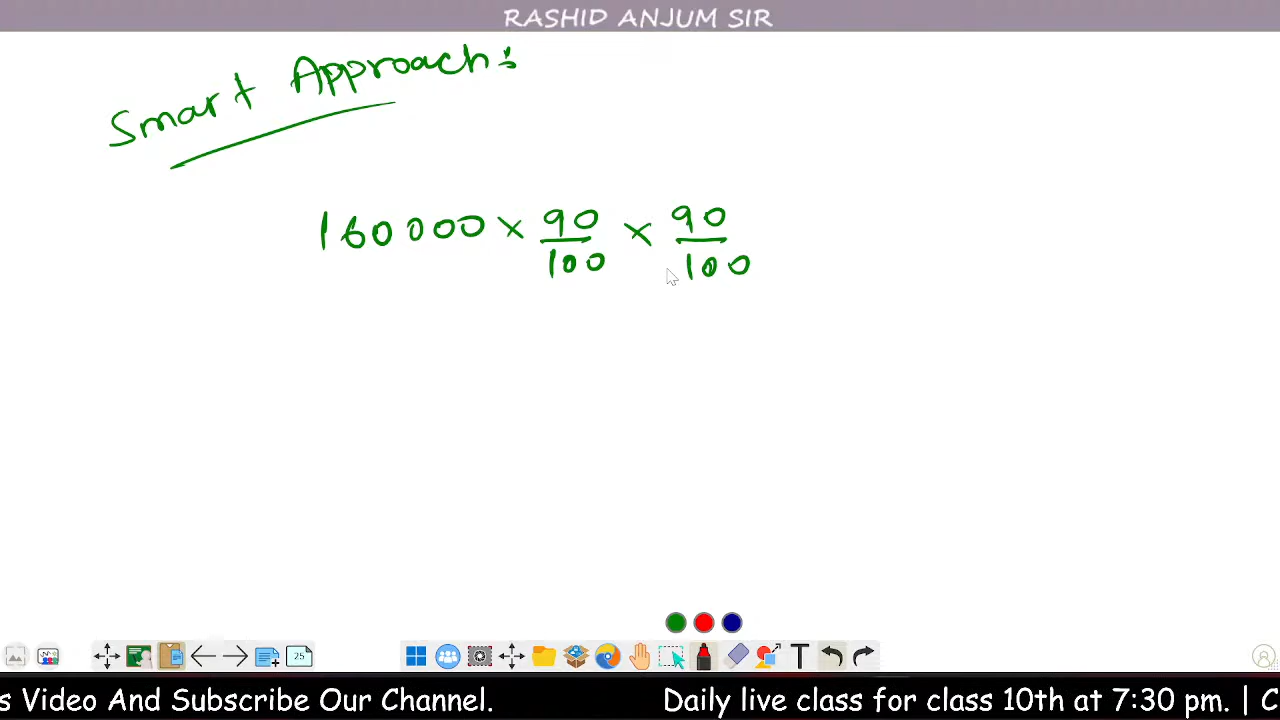 RASHID ANJUM SIR
Smart Approach:
160000 × 90/100 × 90/100
25
s Video And Subscribe Our Channel. Daily live class for class 10th at 7:30 pm. | C